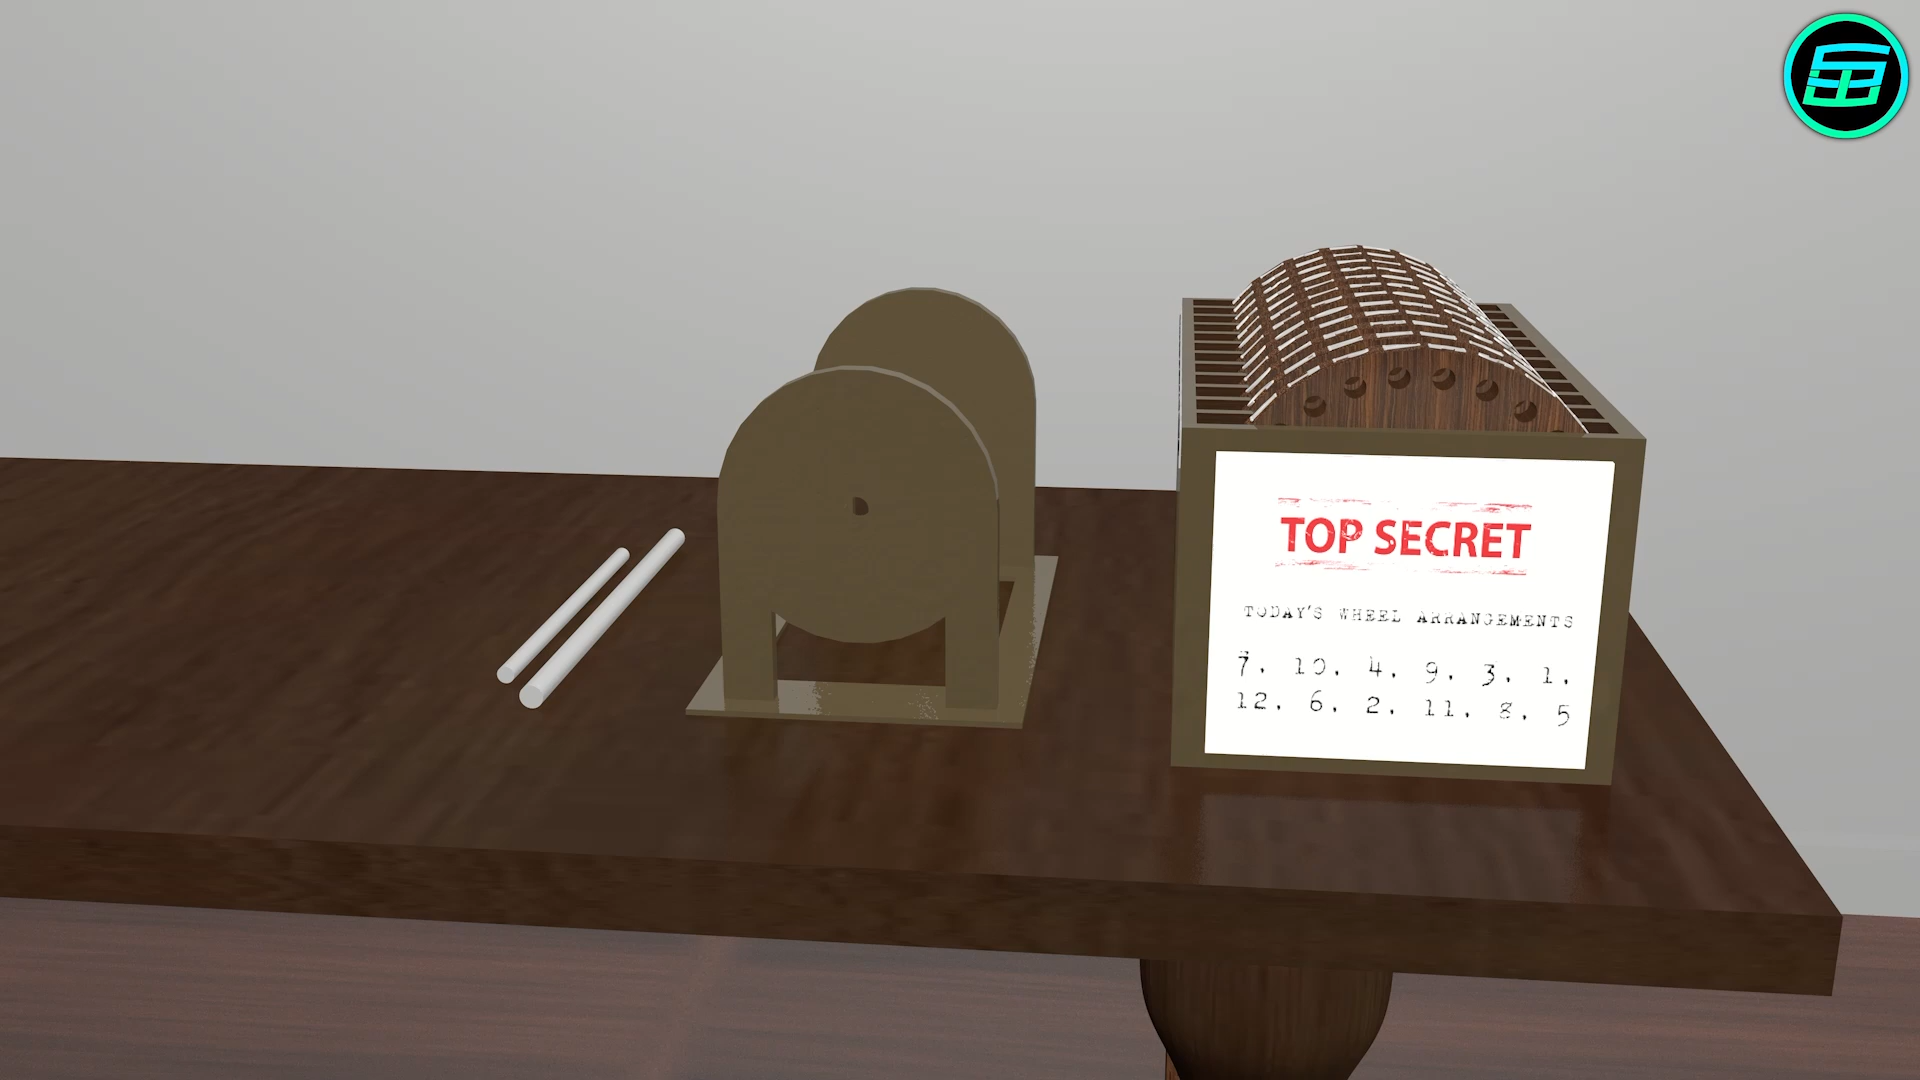 TOP SECRET
TODAY'S WHEEL ARRANGEMENTS
7. 10. 4. 9. 3. 1.
12. 6. 2. 11. 8. 5